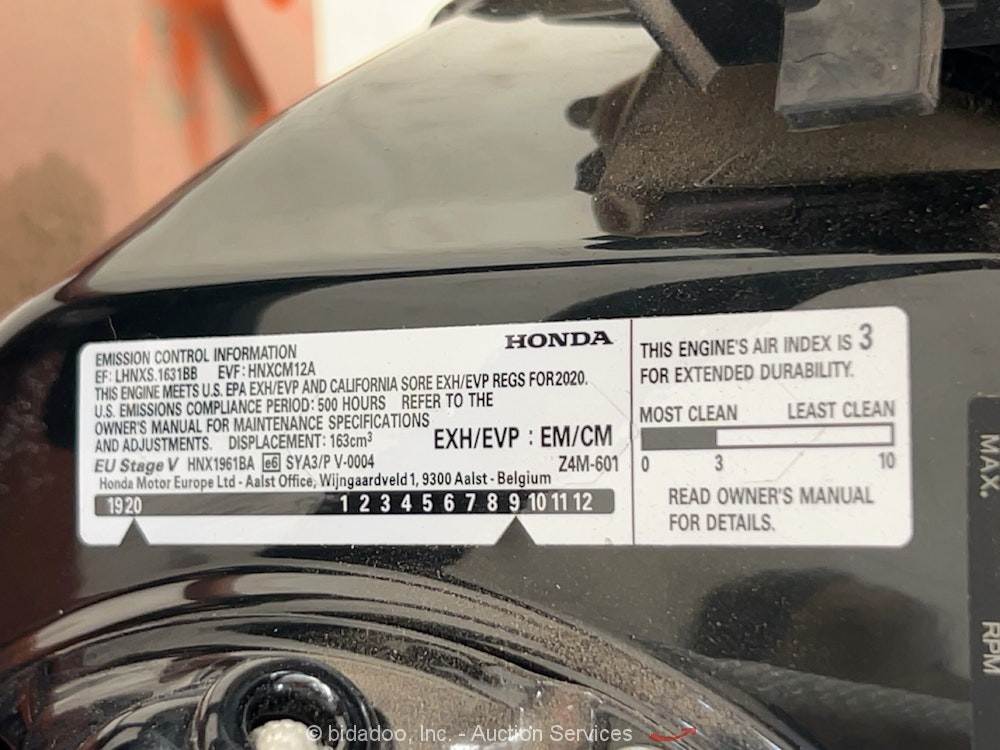 HONDA
EMISSION CONTROL INFORMATION
EF: LHNXS.1631BB EVF: HNXCM12A
THIS ENGINE MEETS U.S. EPA EXH/EVP AND CALIFORNIA SORE EXH/EVP REGS FOR 2020.
U.S. EMISSIONS COMPLIANCE PERIOD: 500 HOURS REFER TO THE
OWNER'S MANUAL FOR MAINTENANCE SPECIFICATIONS
AND ADJUSTMENTS. DISPLACEMENT: 163cm³
EXH/EVP : EM/CM
EU Stage V HNX1961BA e6 SYA3/P V-0004 Z4M-601
Honda Motor Europe Ltd - Aalst Office, Wijngaardveld 1, 9300 Aalst - Belgium
19 20 1 2 3 4 5 6 7 8 9 10 11 12
THIS ENGINE'S AIR INDEX IS 3
FOR EXTENDED DURABILITY.
MOST CLEAN LEAST CLEAN
0 3 10
READ OWNER'S MANUAL
FOR DETAILS.
MAX.
RPM
© bidadoo, Inc. - Auction Services